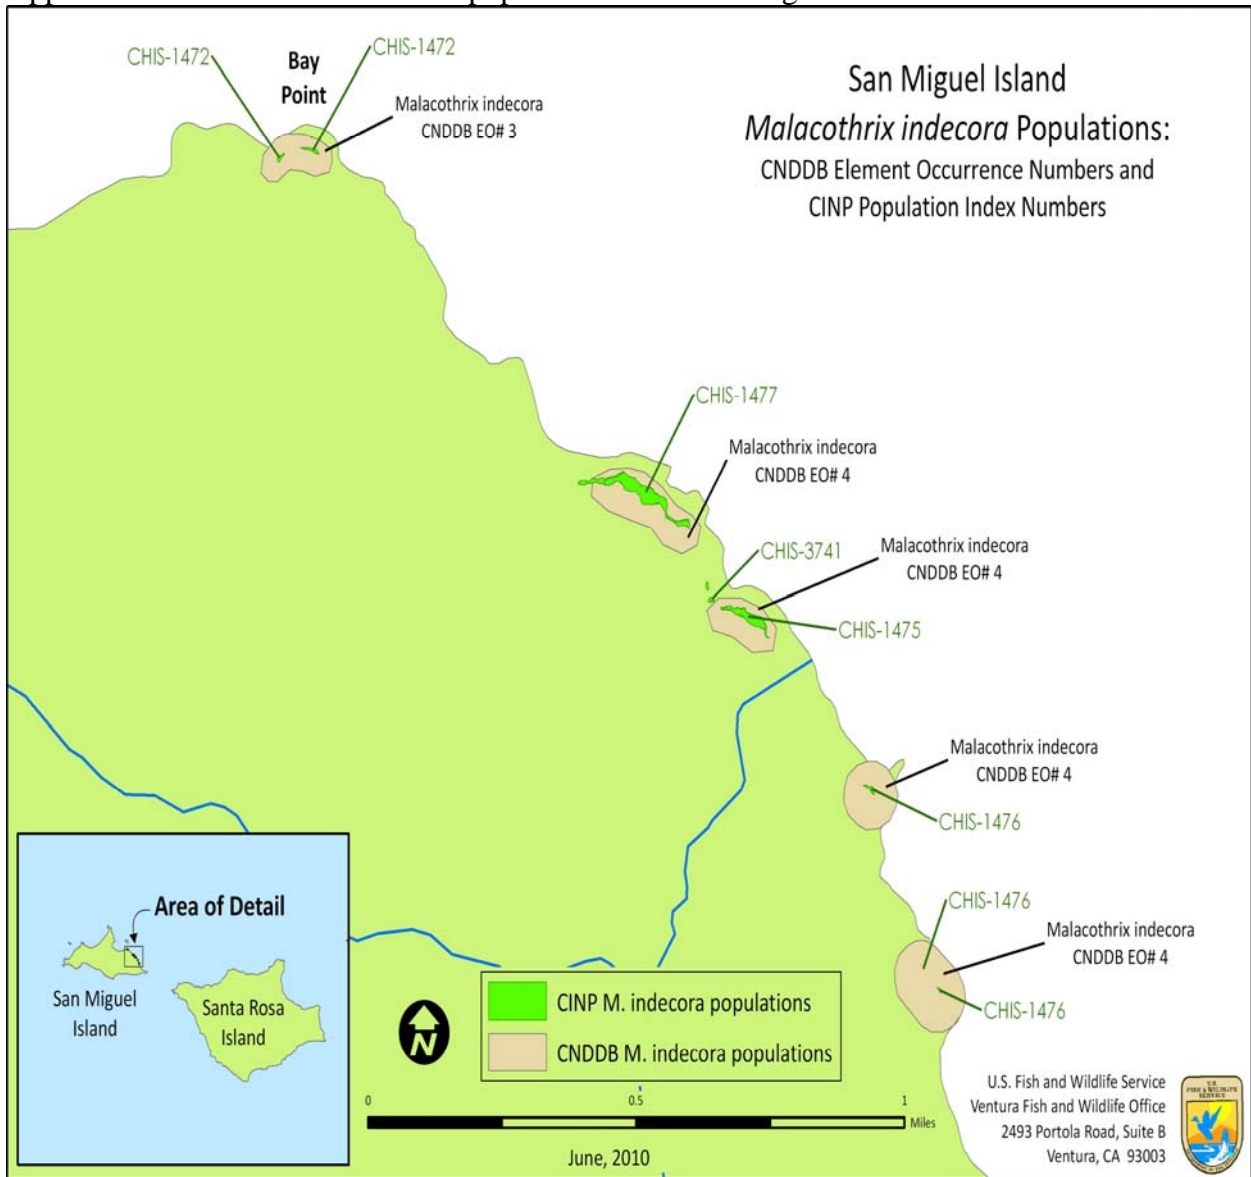 CHIS-1472
Bay
Point
CHIS-1472
Malacothrix indecora
CNDDB EO# 3
San Miguel Island
Malacothrix indecora Populations:
CNDDB Element Occurrence Numbers and
CINP Population Index Numbers
CHIS-1477
Malacothrix indecora
CNDDB EO# 4
CHIS-3741
Malacothrix indecora
CNDDB EO# 4
CHIS-1475
Malacothrix indecora
CNDDB EO# 4
CHIS-1476
CHIS-1476
Malacothrix indecora
CNDDB EO# 4
CHIS-1476
Area of Detail
San Miguel
Island
Santa Rosa
Island
N
CINP M. indecora populations
CNDDB M. indecora populations
0
0.5
1
Miles
June, 2010
U.S. Fish and Wildlife Service
Ventura Fish and Wildlife Office
2493 Portola Road, Suite B
Ventura, CA 93003
U.S.
FISH & WILDLIFE
SERVICE